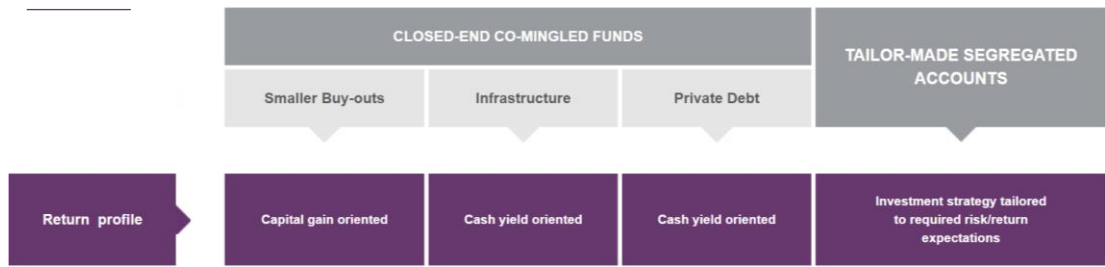 CLOSED-END CO-MINGLED FUNDS
TAILOR-MADE SEGREGATED
ACCOUNTS
Smaller Buy-outs
Infrastructure
Private Debt
Return profile
Capital gain oriented
Cash yield oriented
Cash yield oriented
Investment strategy tailored
to required risk/return
expectations